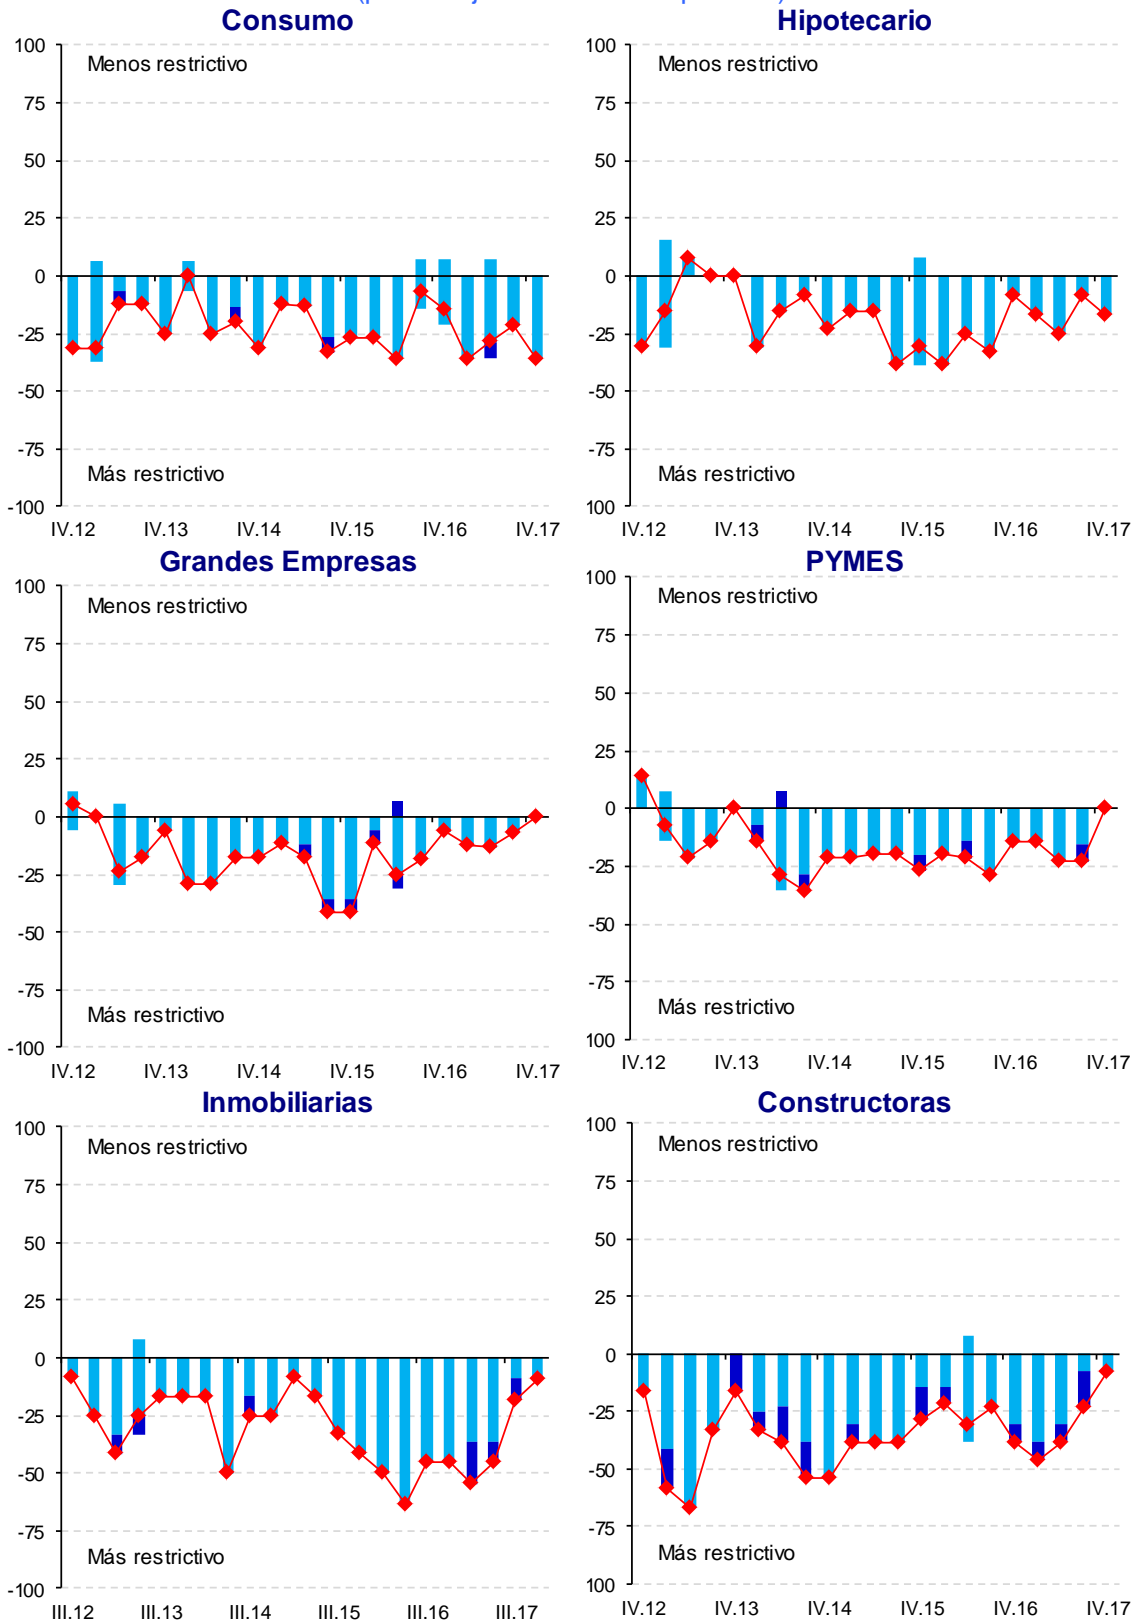 Consumo
100
Menos restrictivo
75
50
25
0
-25
-50
-75
Más restrictivo
-100
IV.12 IV.13 IV.14 IV.15 IV.16 IV.17
Hipotecario
100
Menos restrictivo
75
50
25
0
-25
-50
-75
Más restrictivo
100
IV.12 IV.13 IV.14 IV.15 IV.16 IV.17
Grandes Empresas
100
Menos restrictivo
75
50
25
0
-25
-50
-75
Más restrictivo
-100
IV.12 IV.13 IV.14 IV.15 IV.16 IV.17
PYMES
100
Menos restrictivo
75
50
25
0
-25
-50
-75
Más restrictivo
100
IV.12 IV.13 IV.14 IV.15 IV.16 IV.17
Inmobiliarias
100
Menos restrictivo
75
50
25
0
-25
-50
-75
Más restrictivo
-100
III.12 III.13 III.14 III.15 III.16 III.17
Constructoras
100
Menos restrictivo
75
50
25
0
-25
-50
-75
Más restrictivo
100
IV.12 IV.13 IV.14 IV.15 IV.16 IV.17